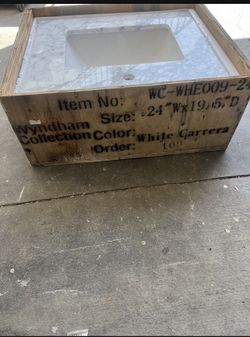 Item No: WC-WHE009-24
Size: 24"Wx19.5"D
Wyndham
Collection
Color: White Carrera
Order: 100